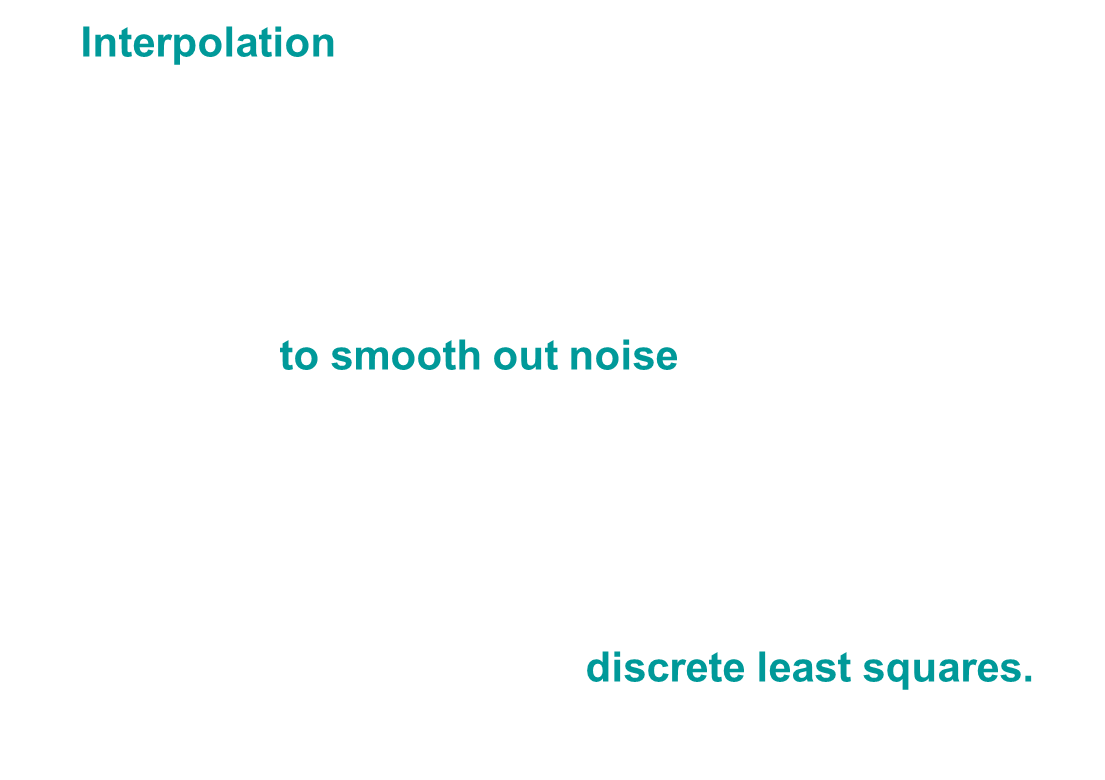 Interpolation
to smooth out noise
discrete least squares.